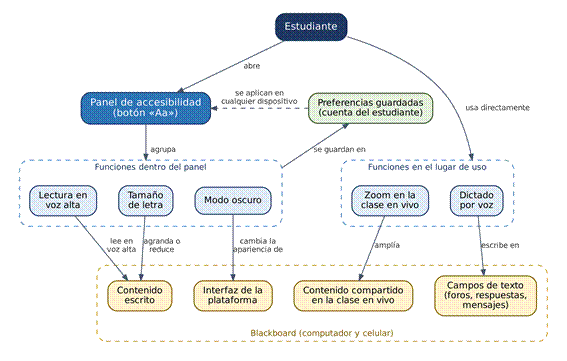 Estudiante
abre
Panel de accesibilidad
(botón «Aa»)
se aplican en
cualquier dispositivo
Preferencias guardadas
(cuenta del estudiante)
usa directamente
agrupa
se guardan en
Funciones dentro del panel
Funciones en el lugar de uso
Lectura en
voz alta
Tamaño
de letra
Modo oscuro
Zoom en la
clase en vivo
Dictado
por voz
lee en
voz alta
agranda o
reduce
cambia la
apariencia de
amplía
escribe en
Contenido
escrito
Interfaz de la
plataforma
Contenido compartido
en la clase en vivo
Campos de texto
(foros, respuestas,
mensajes)
Blackboard (computador y celular)